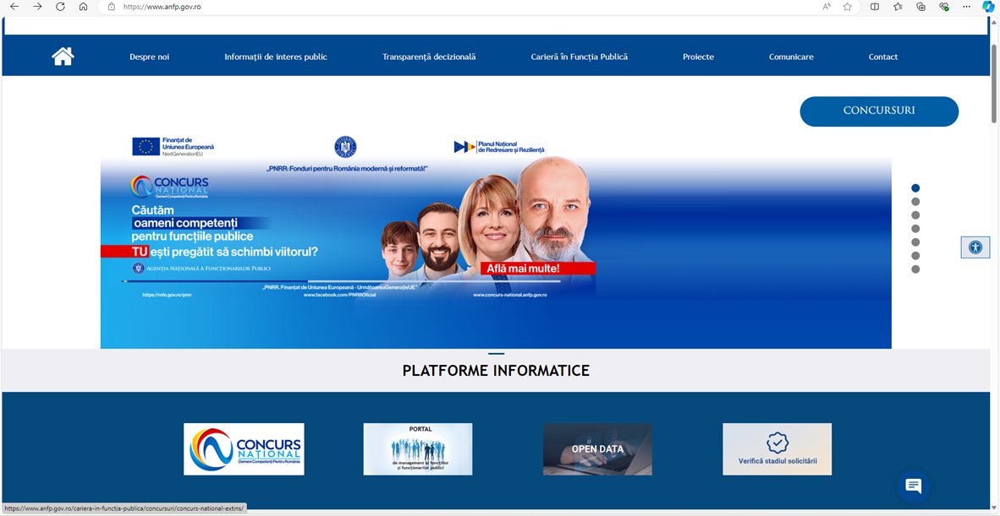 https://www.anfp.gov.ro
Despre noi
Informații de interes public
Transparență decizională
Carieră în Funcția Publică
Proiecte
Comunicare
Contact
CONCURSURI
Finanțat de
Uniunea Europeană
NextGenerationEU
Planul Național
de Redresare și Reziliență
„PNRR: Fonduri pentru România modernă și reformată!”
CONCURS
NAȚIONAL
Oameni Competenți Pentru România
Căutăm
oameni competenți
pentru funcțiile publice
TU ești pregătit să schimbi viitorul?
AGENȚIA NAȚIONALĂ A FUNCȚIONARILOR PUBLICI
Află mai multe!
„PNRR. Finanțat de Uniunea Europeană - UrmătoareaGenerațieUE”
https://mfe.gov.ro/pnrr
www.facebook.com/PNRROficial
www.concurs-national.anfp.gov.ro
PLATFORME INFORMATICE
CONCURS
NAȚIONAL
Oameni Competenți Pentru România
PORTAL
de management al funcțiilor
și funcționarilor publici
OPEN DATA
Verifică stadiul solicitării
https://www.anfp.gov.ro/cariera-in-functia-publica/concursuri/concurs-national-extins/